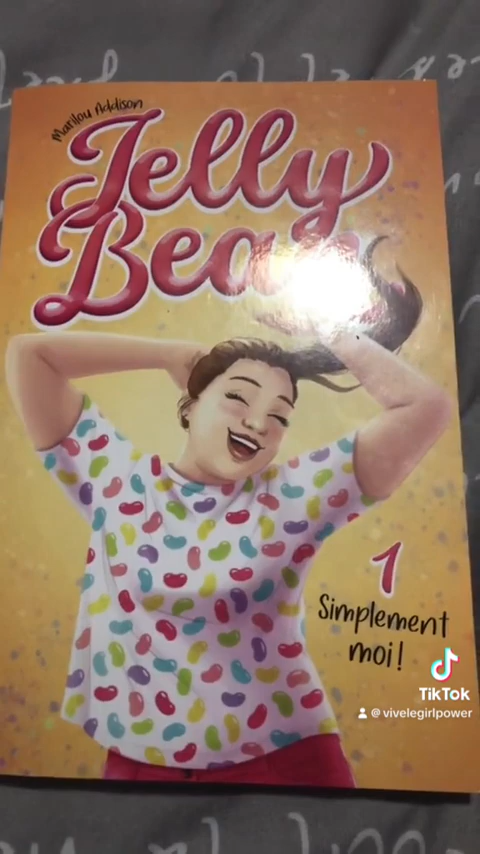 Marilou Addison
Jelly
Bean
1
Simplement
moi!
TikTok
@vivelegirlpower